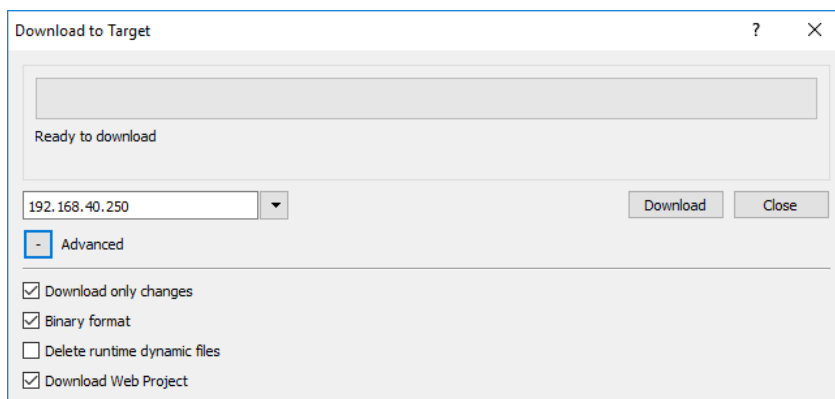 Download to Target ?
Ready to download
192.168.40.250 Download Close
- Advanced
Download only changes
Binary format
Delete runtime dynamic files
Download Web Project